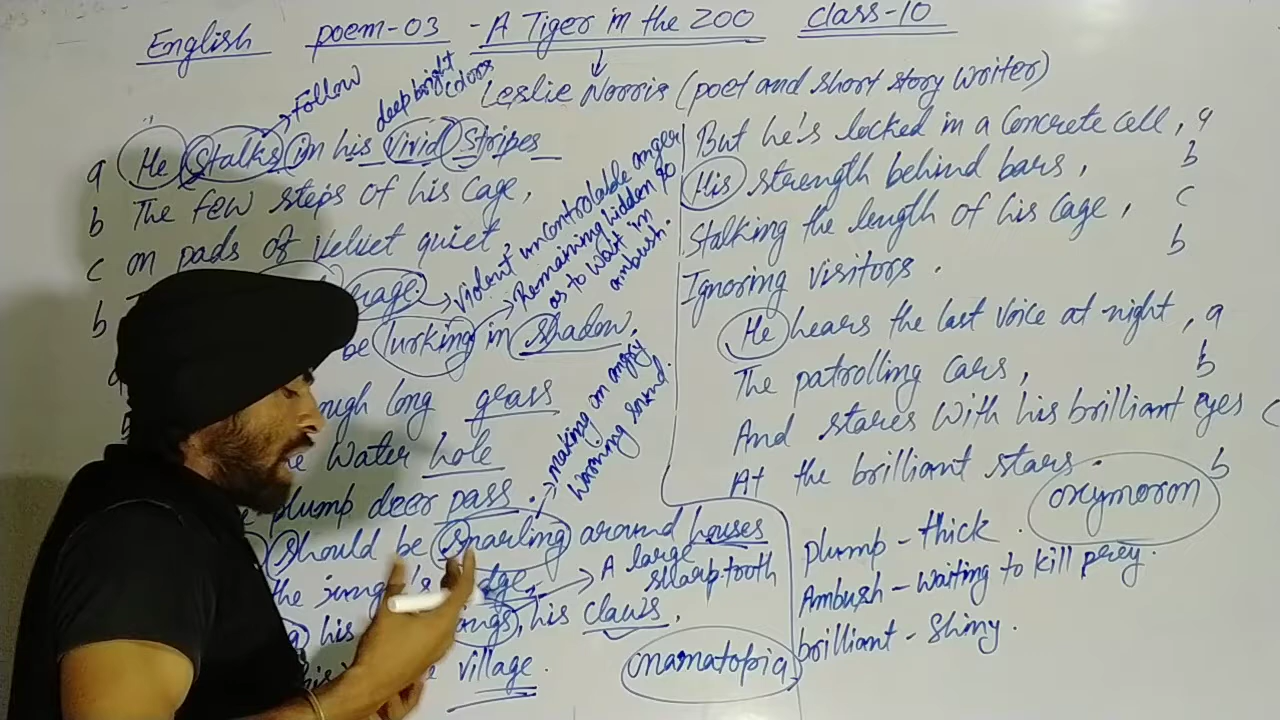 English poem-03 - A Tiger in the ZOO class-10
Leslie Norris (poet and short story writer)
→ Follow
deep bright colors
a He stalks in his vivid stripes
b The few steps of his cage,
c on pads of velvet quiet,
b rage.
→ violent uncontrolable anger
be lurking in shadow,
→ Remaining hidden so as to wait in ambush.
long grass
water hole
plump deer pass.
should be snarling around houses
→ making an angry warning sound.
the
his his claws,
→ A large sharp tooth
village.
onamatopia
But he's locked in a concrete cell, a
His strength behind bars, b
Stalking the length of his cage, c
Ignoring visitors. b
He hears the last voice at night, a
The patrolling cars, b
And stares with his brilliant eyes c
At the brilliant stars. b
oxymoron
plump - thick.
Ambush - waiting to kill prey.
brilliant - Shiny.